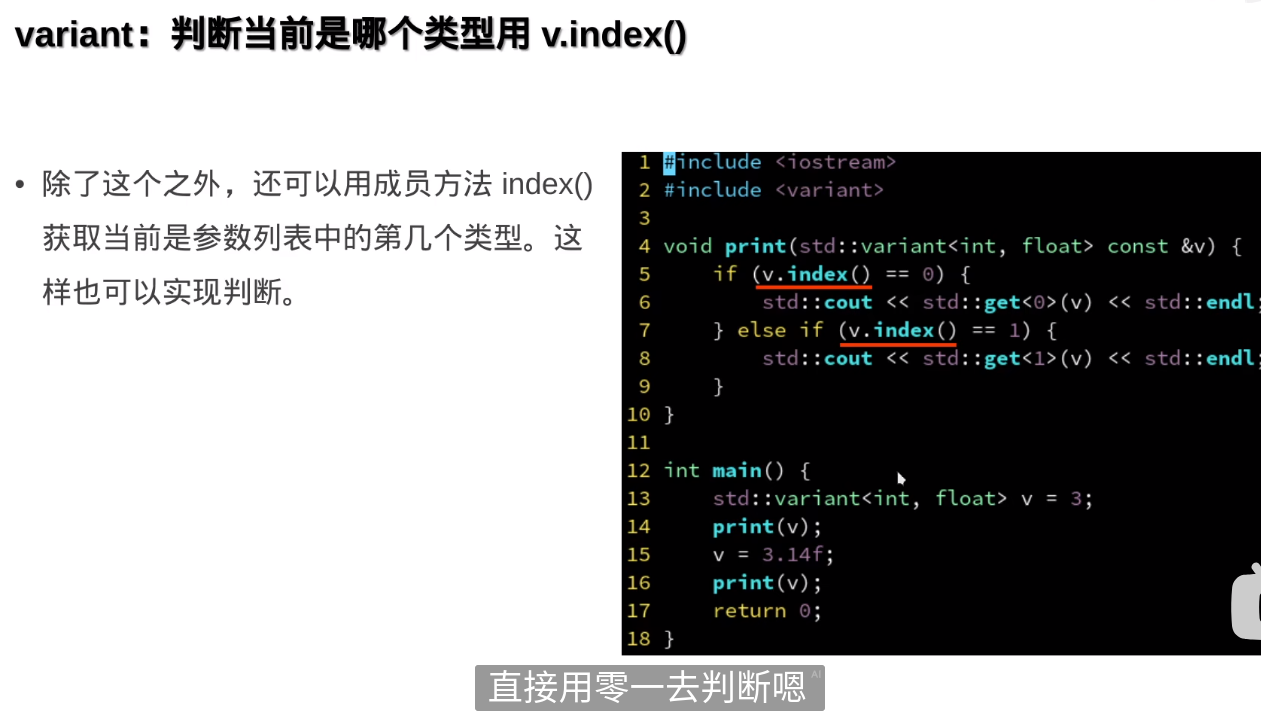 variant：判断当前是哪个类型用 v.index()
• 除了这个之外，还可以用成员方法 index()
获取当前是参数列表中的第几个类型。这
样也可以实现判断。
1 #include <iostream>
2 #include <variant>
3
4 void print(std::variant<int, float> const &v) {
5     if (v.index() == 0) {
6         std::cout << std::get<0>(v) << std::endl;
7     } else if (v.index() == 1) {
8         std::cout << std::get<1>(v) << std::endl;
9     }
10 }
11
12 int main() {
13     std::variant<int, float> v = 3;
14     print(v);
15     v = 3.14f;
16     print(v);
17     return 0;
18 }
直接用零一去判断嗯
AI